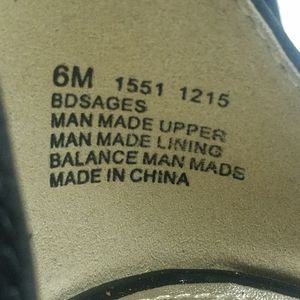 6M 1551 1215
BDSAGES
MAN MADE UPPER
MAN MADE LINING
BALANCE MAN MADE
MADE IN CHINA